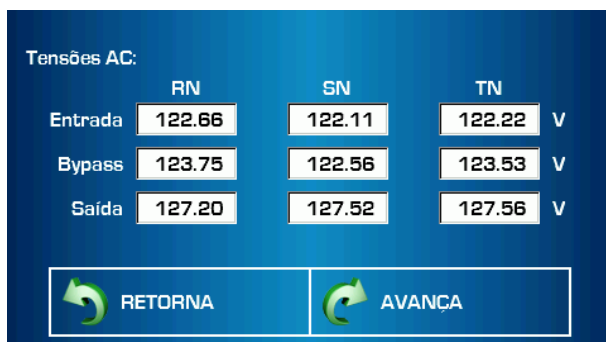 Tensões AC:
RN SN TN
Entrada 122.66 122.11 122.22 V
Bypass 123.75 122.56 123.53 V
Saída 127.20 127.52 127.56 V
RETORNA AVANÇA